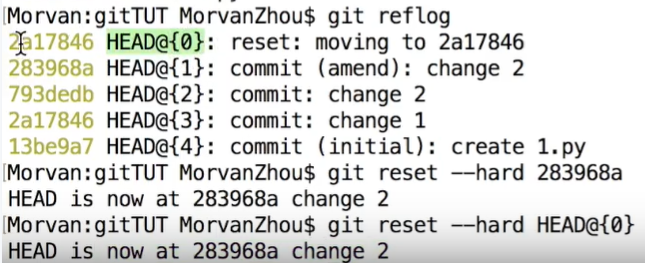 Morvan:gitTUT MorvanZhou$ git reflog
2a17846 HEAD@{0}: reset: moving to 2a17846
283968a HEAD@{1}: commit (amend): change 2
793dedb HEAD@{2}: commit: change 2
2a17846 HEAD@{3}: commit: change 1
13be9a7 HEAD@{4}: commit (initial): create 1.py
Morvan:gitTUT MorvanZhou$ git reset --hard 283968a
HEAD is now at 283968a change 2
Morvan:gitTUT MorvanZhou$ git reset --hard HEAD@{0}
HEAD is now at 283968a change 2